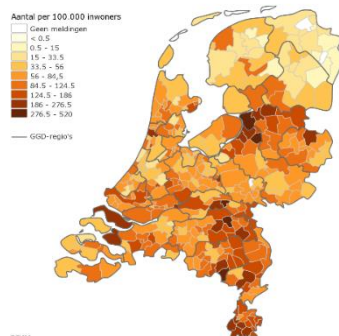 Aantal per 100.000 inwoners
Geen meldingen
< 0.5
0.5 - 15
15 - 33.5
33.5 - 56
56 - 84,5
84.5 - 124.5
124.5 - 186
186 - 276.5
276.5 - 520
GGD-regio's